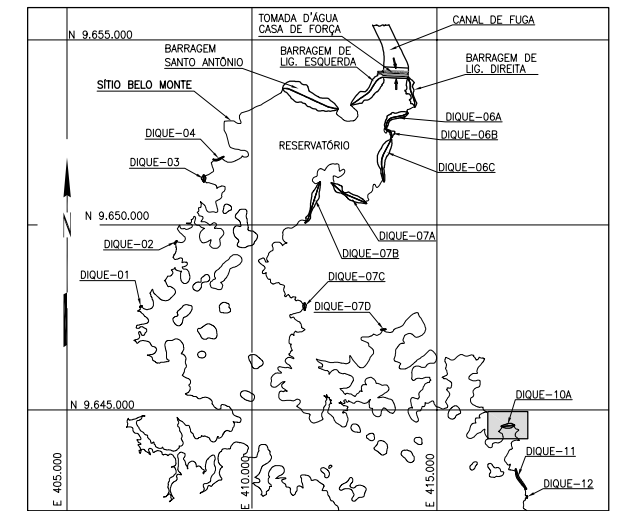 TOMADA D'ÁGUA
CASA DE FORÇA
CANAL DE FUGA
N 9.655.000
BARRAGEM
SANTO ANTÔNIO
BARRAGEM DE
LIG. ESQUERDA
BARRAGEM DE
LIG. DIREITA
SÍTIO BELO MONTE
DIQUE-06A
DIQUE-06B
DIQUE-04
RESERVATÓRIO
DIQUE-03
DIQUE-06C
N
N 9.650.000
DIQUE-07A
DIQUE-02
DIQUE-07B
DIQUE-01
DIQUE-07C
DIQUE-07D
DIQUE-10A
N 9.645.000
DIQUE-11
DIQUE-12
E 405.000
E 410.000
E 415.000